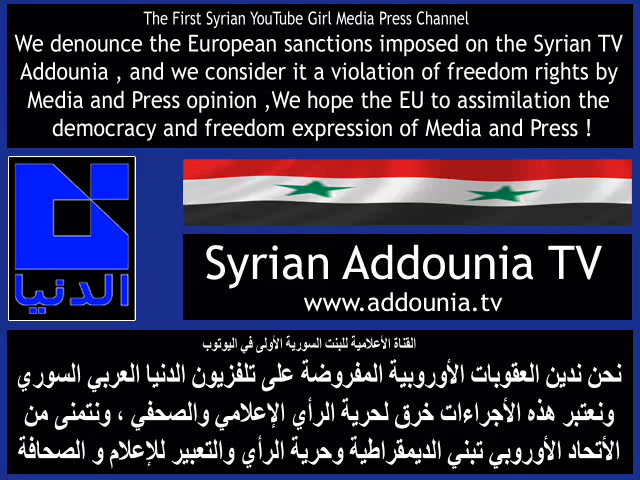 The First Syrian YouTube Girl Media Press Channel
We denounce the European sanctions imposed on the Syrian TV
Addounia , and we consider it a violation of freedom rights by
Media and Press opinion ,We hope the EU to assimilation the
democracy and freedom expression of Media and Press !
الدنيا
Syrian Addounia TV
www.addounia.tv
القناة الأعلامية للبنت السورية الأولى في اليوتوب
نحن ندين العقوبات الأوروبية المفروضة على تلفزيون الدنيا العربي السوري
ونعتبر هذه الأجراءات خرق لحرية الرأي الإعلامي والصحفي ، ونتمنى من
الأتحاد الأوروبي تبني الديمقراطية وحرية الرأي والتعبير للإعلام و الصحافة